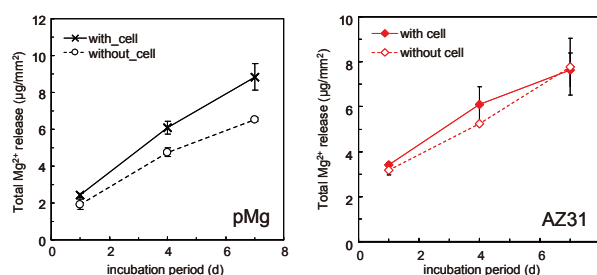 12
10
8
6
4
2
0
Total Mg²⁺ release (µg/mm²)
with_cell
without_cell
pMg
0 2 4 6 8
incubation period (d)
10
8
6
4
2
0
Total Mg²⁺ release (µg/mm²)
with cell
without cell
AZ31
0 2 4 6 8
incubation period (d)